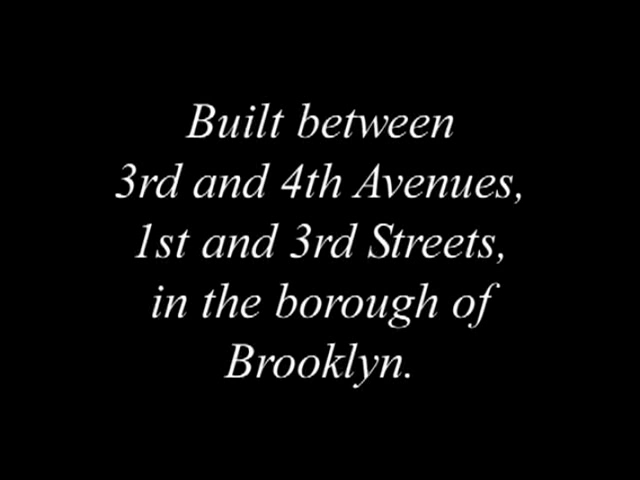 Built between
3rd and 4th Avenues,
1st and 3rd Streets,
in the borough of
Brooklyn.